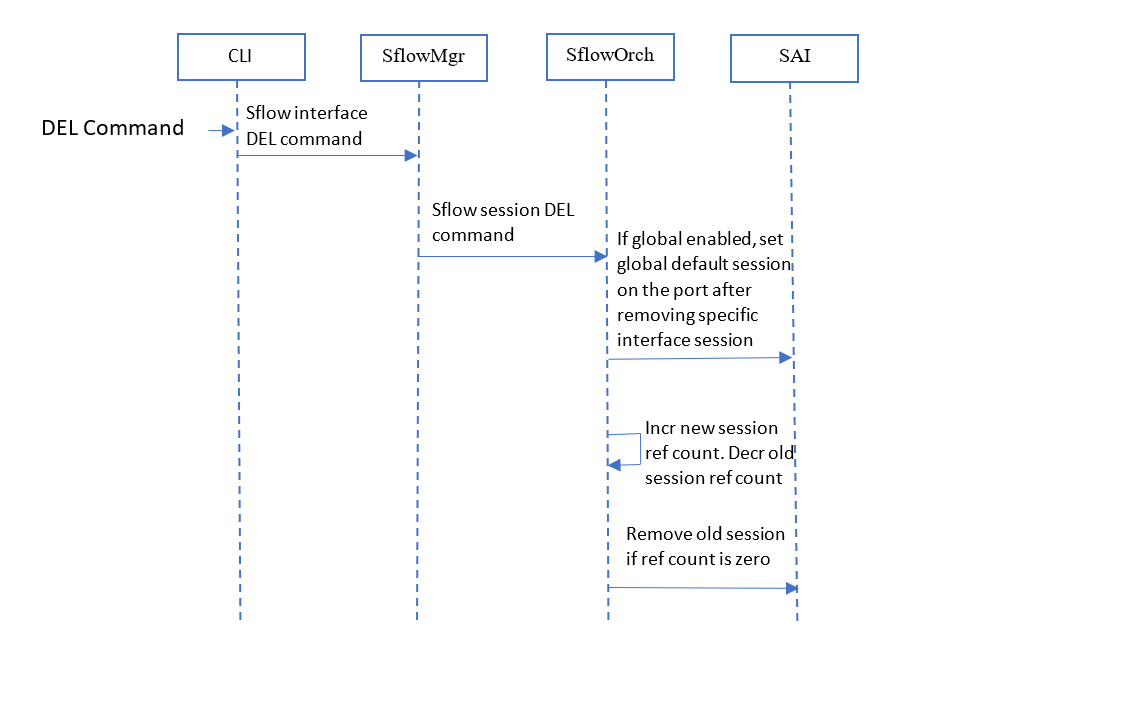 CLI
SflowMgr
SflowOrch
SAI
DEL Command
Sflow interface
DEL command
Sflow session DEL
command
If global enabled, set
global default session
on the port after
removing specific
interface session
Incr new session
ref count. Decr old
session ref count
Remove old session
if ref count is zero